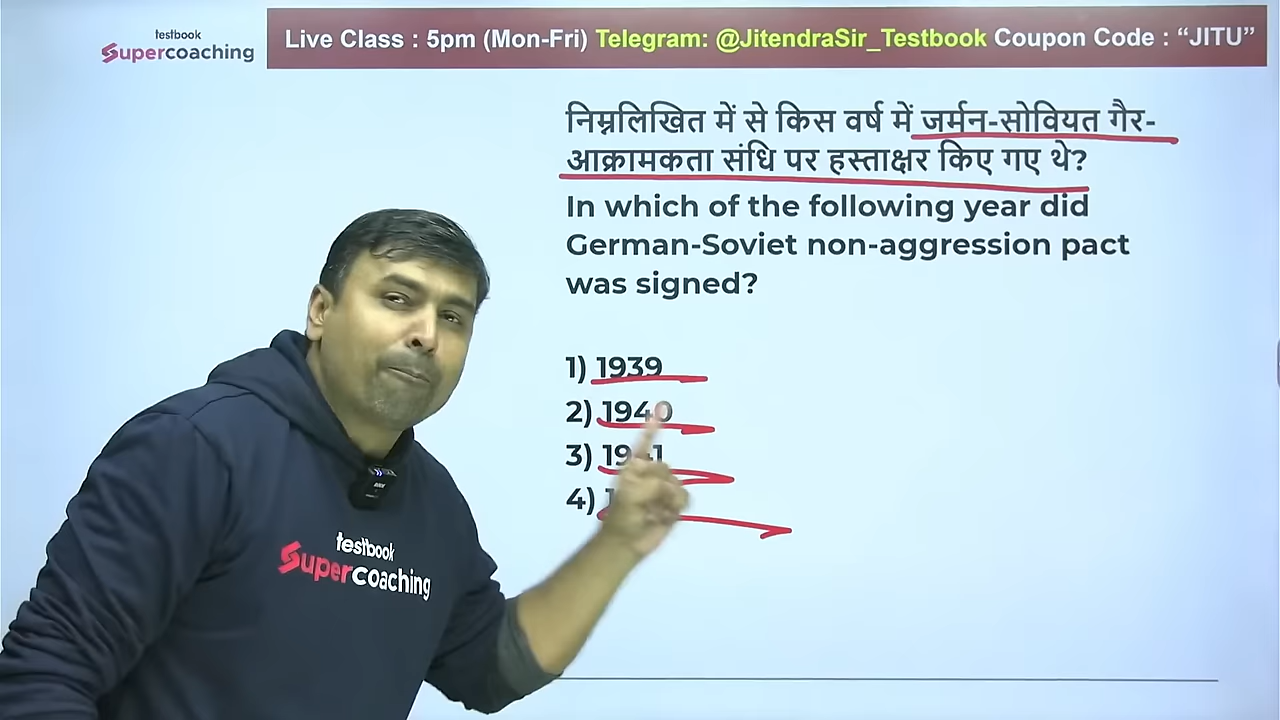 testbook
Supercoaching
Live Class : 5pm (Mon-Fri) Telegram: @JitendraSir_Testbook Coupon Code : “JITU”
निम्नलिखित में से किस वर्ष में जर्मन-सोवियत गैर-
आक्रामकता संधि पर हस्ताक्षर किए गए थे?
In which of the following year did
German-Soviet non-aggression pact
was signed?
1) 1939
2) 1940
3) 1941
4)
testbook
Supercoaching